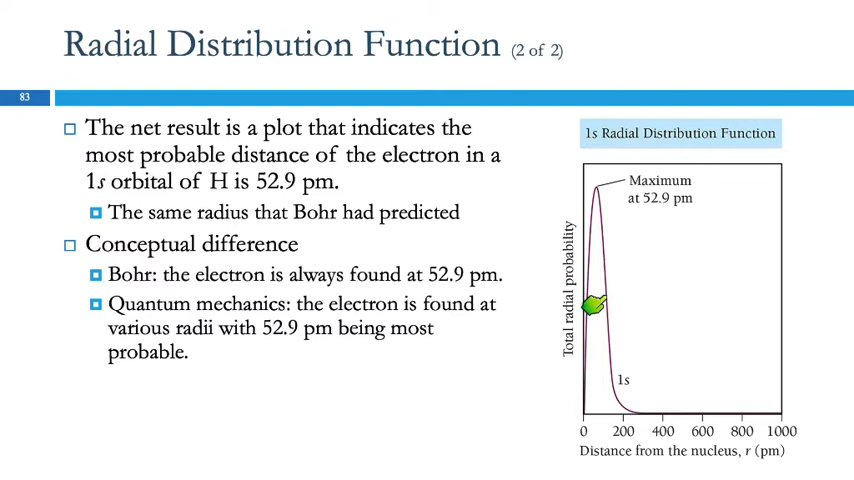 Radial Distribution Function (2 of 2)
83
The net result is a plot that indicates the
most probable distance of the electron in a
1s orbital of H is 52.9 pm.
The same radius that Bohr had predicted
Conceptual difference
Bohr: the electron is always found at 52.9 pm.
Quantum mechanics: the electron is found at
various radii with 52.9 pm being most
probable.
1s Radial Distribution Function
Maximum
at 52.9 pm
Total radial probability
1s
0 200 400 600 800 1000
Distance from the nucleus, r (pm)